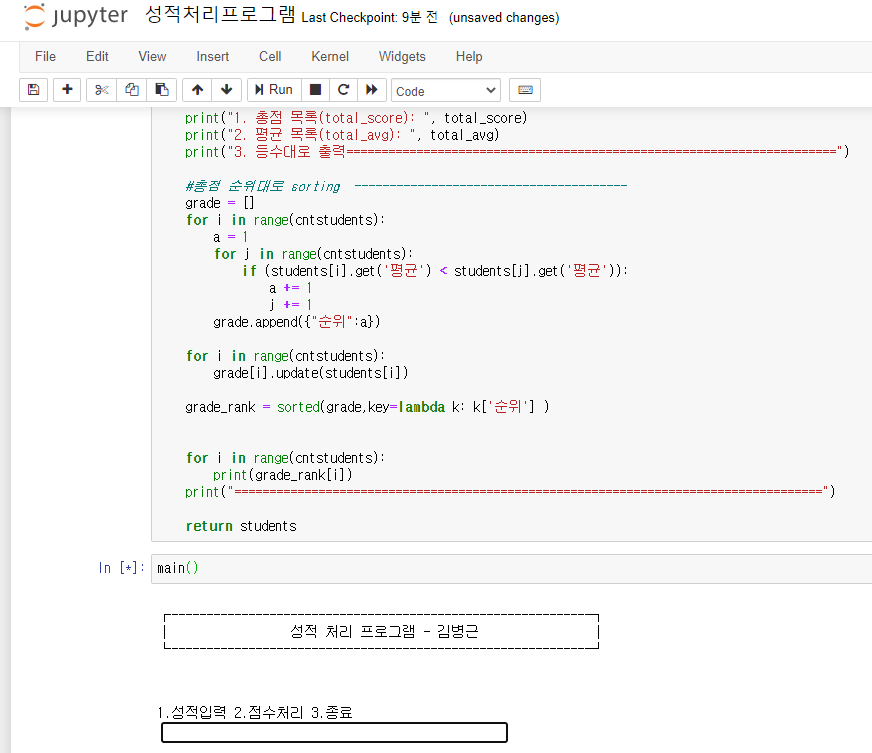 jupyter 성적처리프로그램 Last Checkpoint: 9분 전 (unsaved changes)
File Edit View Insert Cell Kernel Widgets Help
Run Code
print("1. 총점 목록(total_score): ", total_score)
print("2. 평균 목록(total_avg): ", total_avg)
print("3. 등수대로 출력======================================================================")
#총점 순위대로 sorting ---------------------------------------
grade = []
for i in range(cntstudents):
    a = 1
    for j in range(cntstudents):
        if (students[i].get('평균') < students[j].get('평균')):
            a += 1
            j += 1
    grade.append({"순위":a})
for i in range(cntstudents):
    grade[i].update(students[i])
grade_rank = sorted(grade,key=lambda k: k['순위'] )
for i in range(cntstudents):
    print(grade_rank[i])
print("====================================================================================")
return students
In [*]: main()
성적 처리 프로그램 - 김병근
1.성적입력 2.점수처리 3.종료